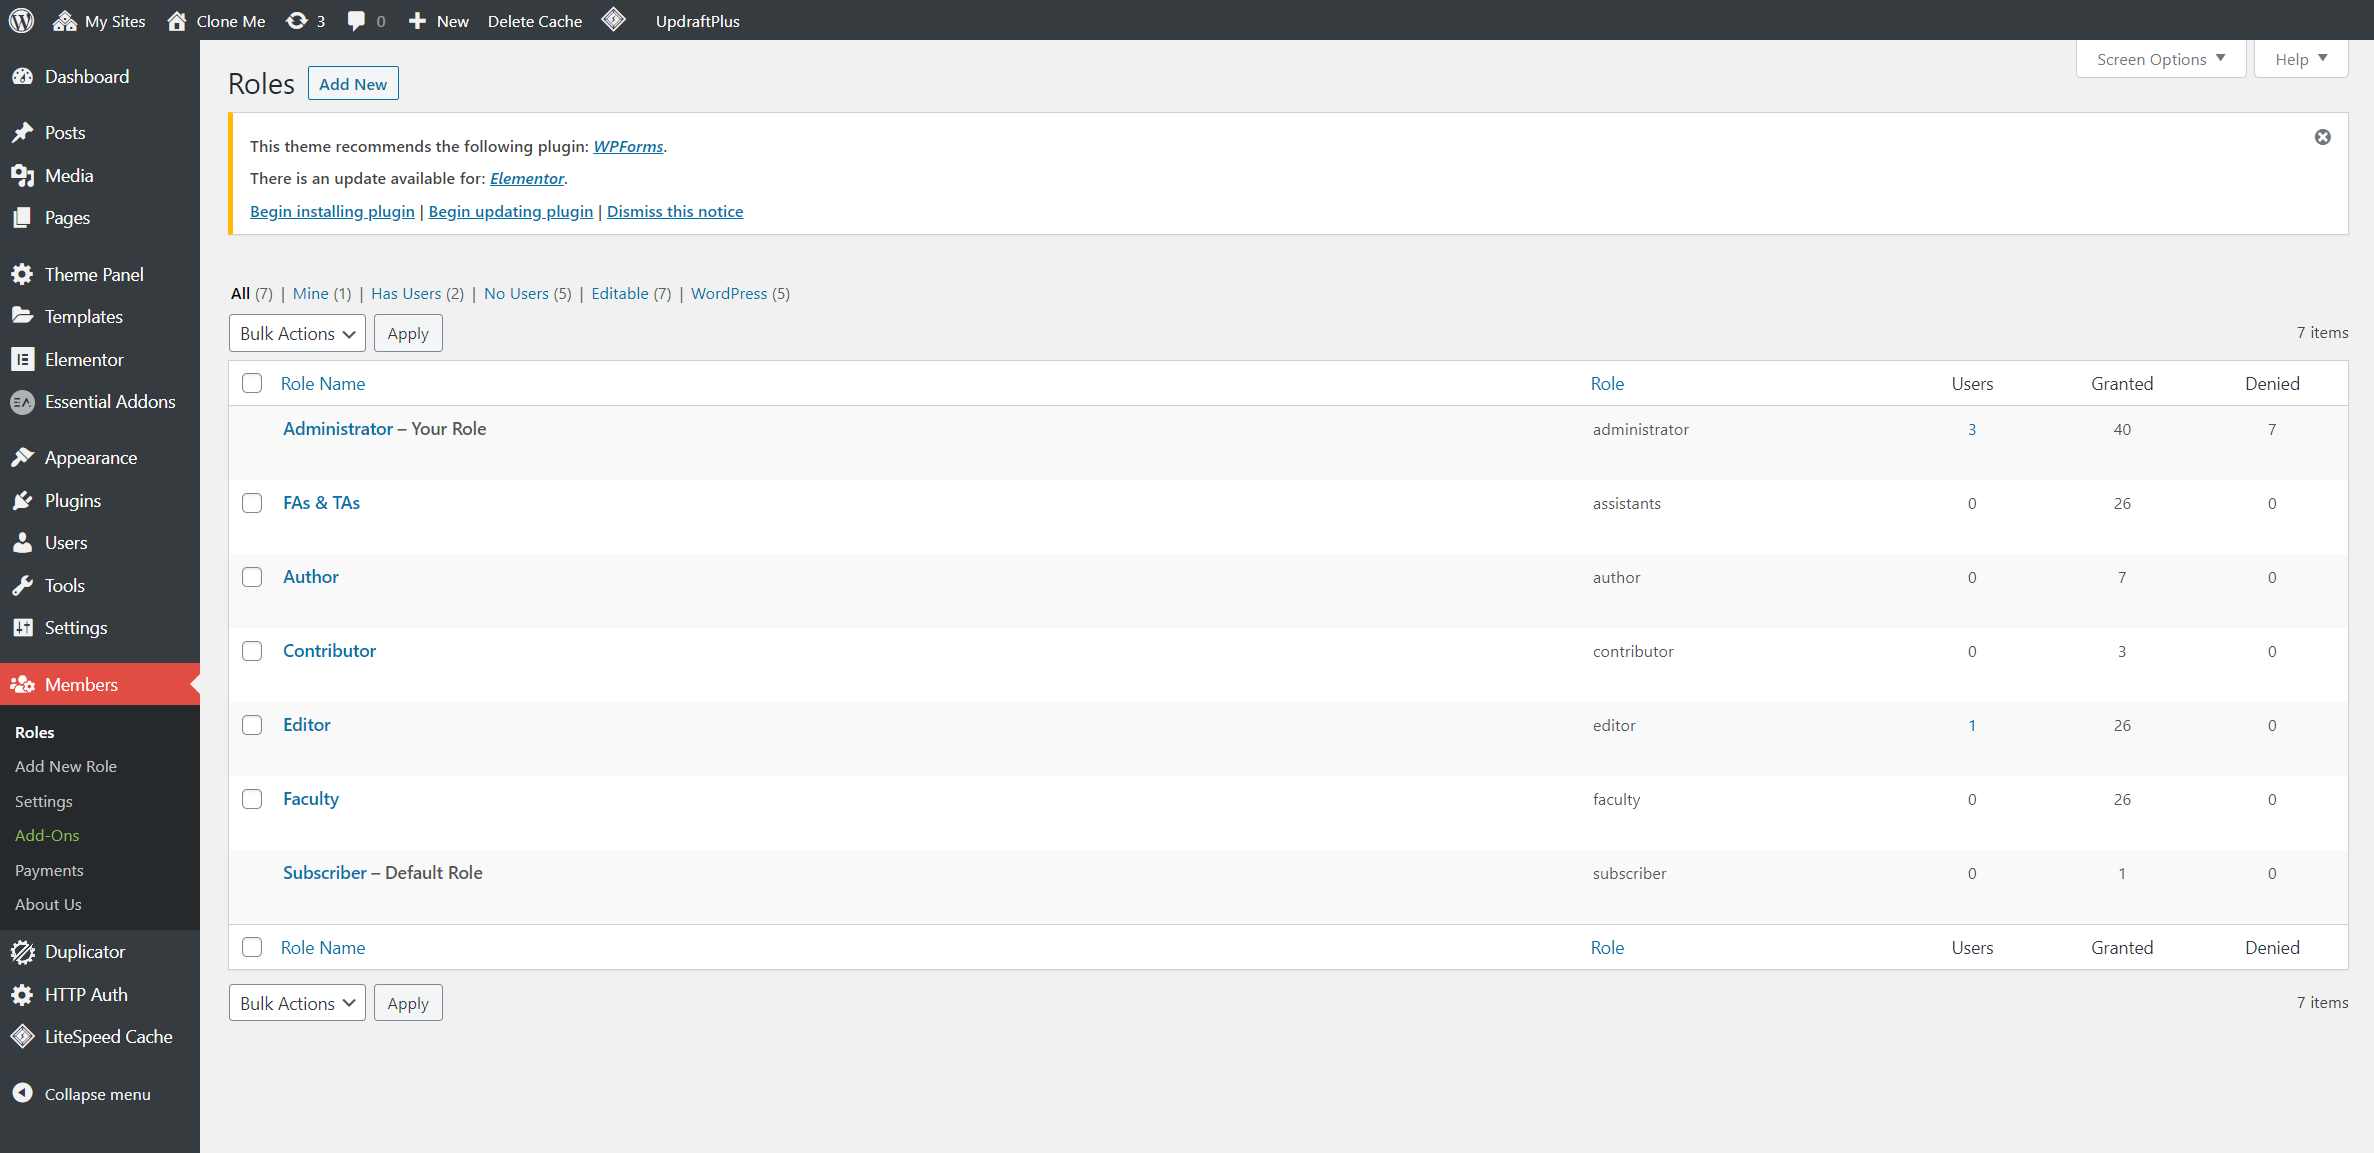 My Sites Clone Me 3 0 New Delete Cache UpdraftPlus
Dashboard
Posts
Media
Pages
Theme Panel
Templates
Elementor
Essential Addons
Appearance
Plugins
Users
Tools
Settings
Members
Roles
Add New Role
Settings
Add-Ons
Payments
About Us
Duplicator
HTTP Auth
LiteSpeed Cache
Collapse menu
Screen Options Help
Roles Add New
This theme recommends the following plugin: WPForms.
There is an update available for: Elementor.
Begin installing plugin | Begin updating plugin | Dismiss this notice
All (7) | Mine (1) | Has Users (2) | No Users (5) | Editable (7) | WordPress (5)
Bulk Actions Apply 7 items
Role Name Role Users Granted Denied
Administrator – Your Role administrator 3 40 7
FAs & TAs assistants 0 26 0
Author author 0 7 0
Contributor contributor 0 3 0
Editor editor 1 26 0
Faculty faculty 0 26 0
Subscriber – Default Role subscriber 0 1 0
Role Name Role Users Granted Denied
Bulk Actions Apply 7 items